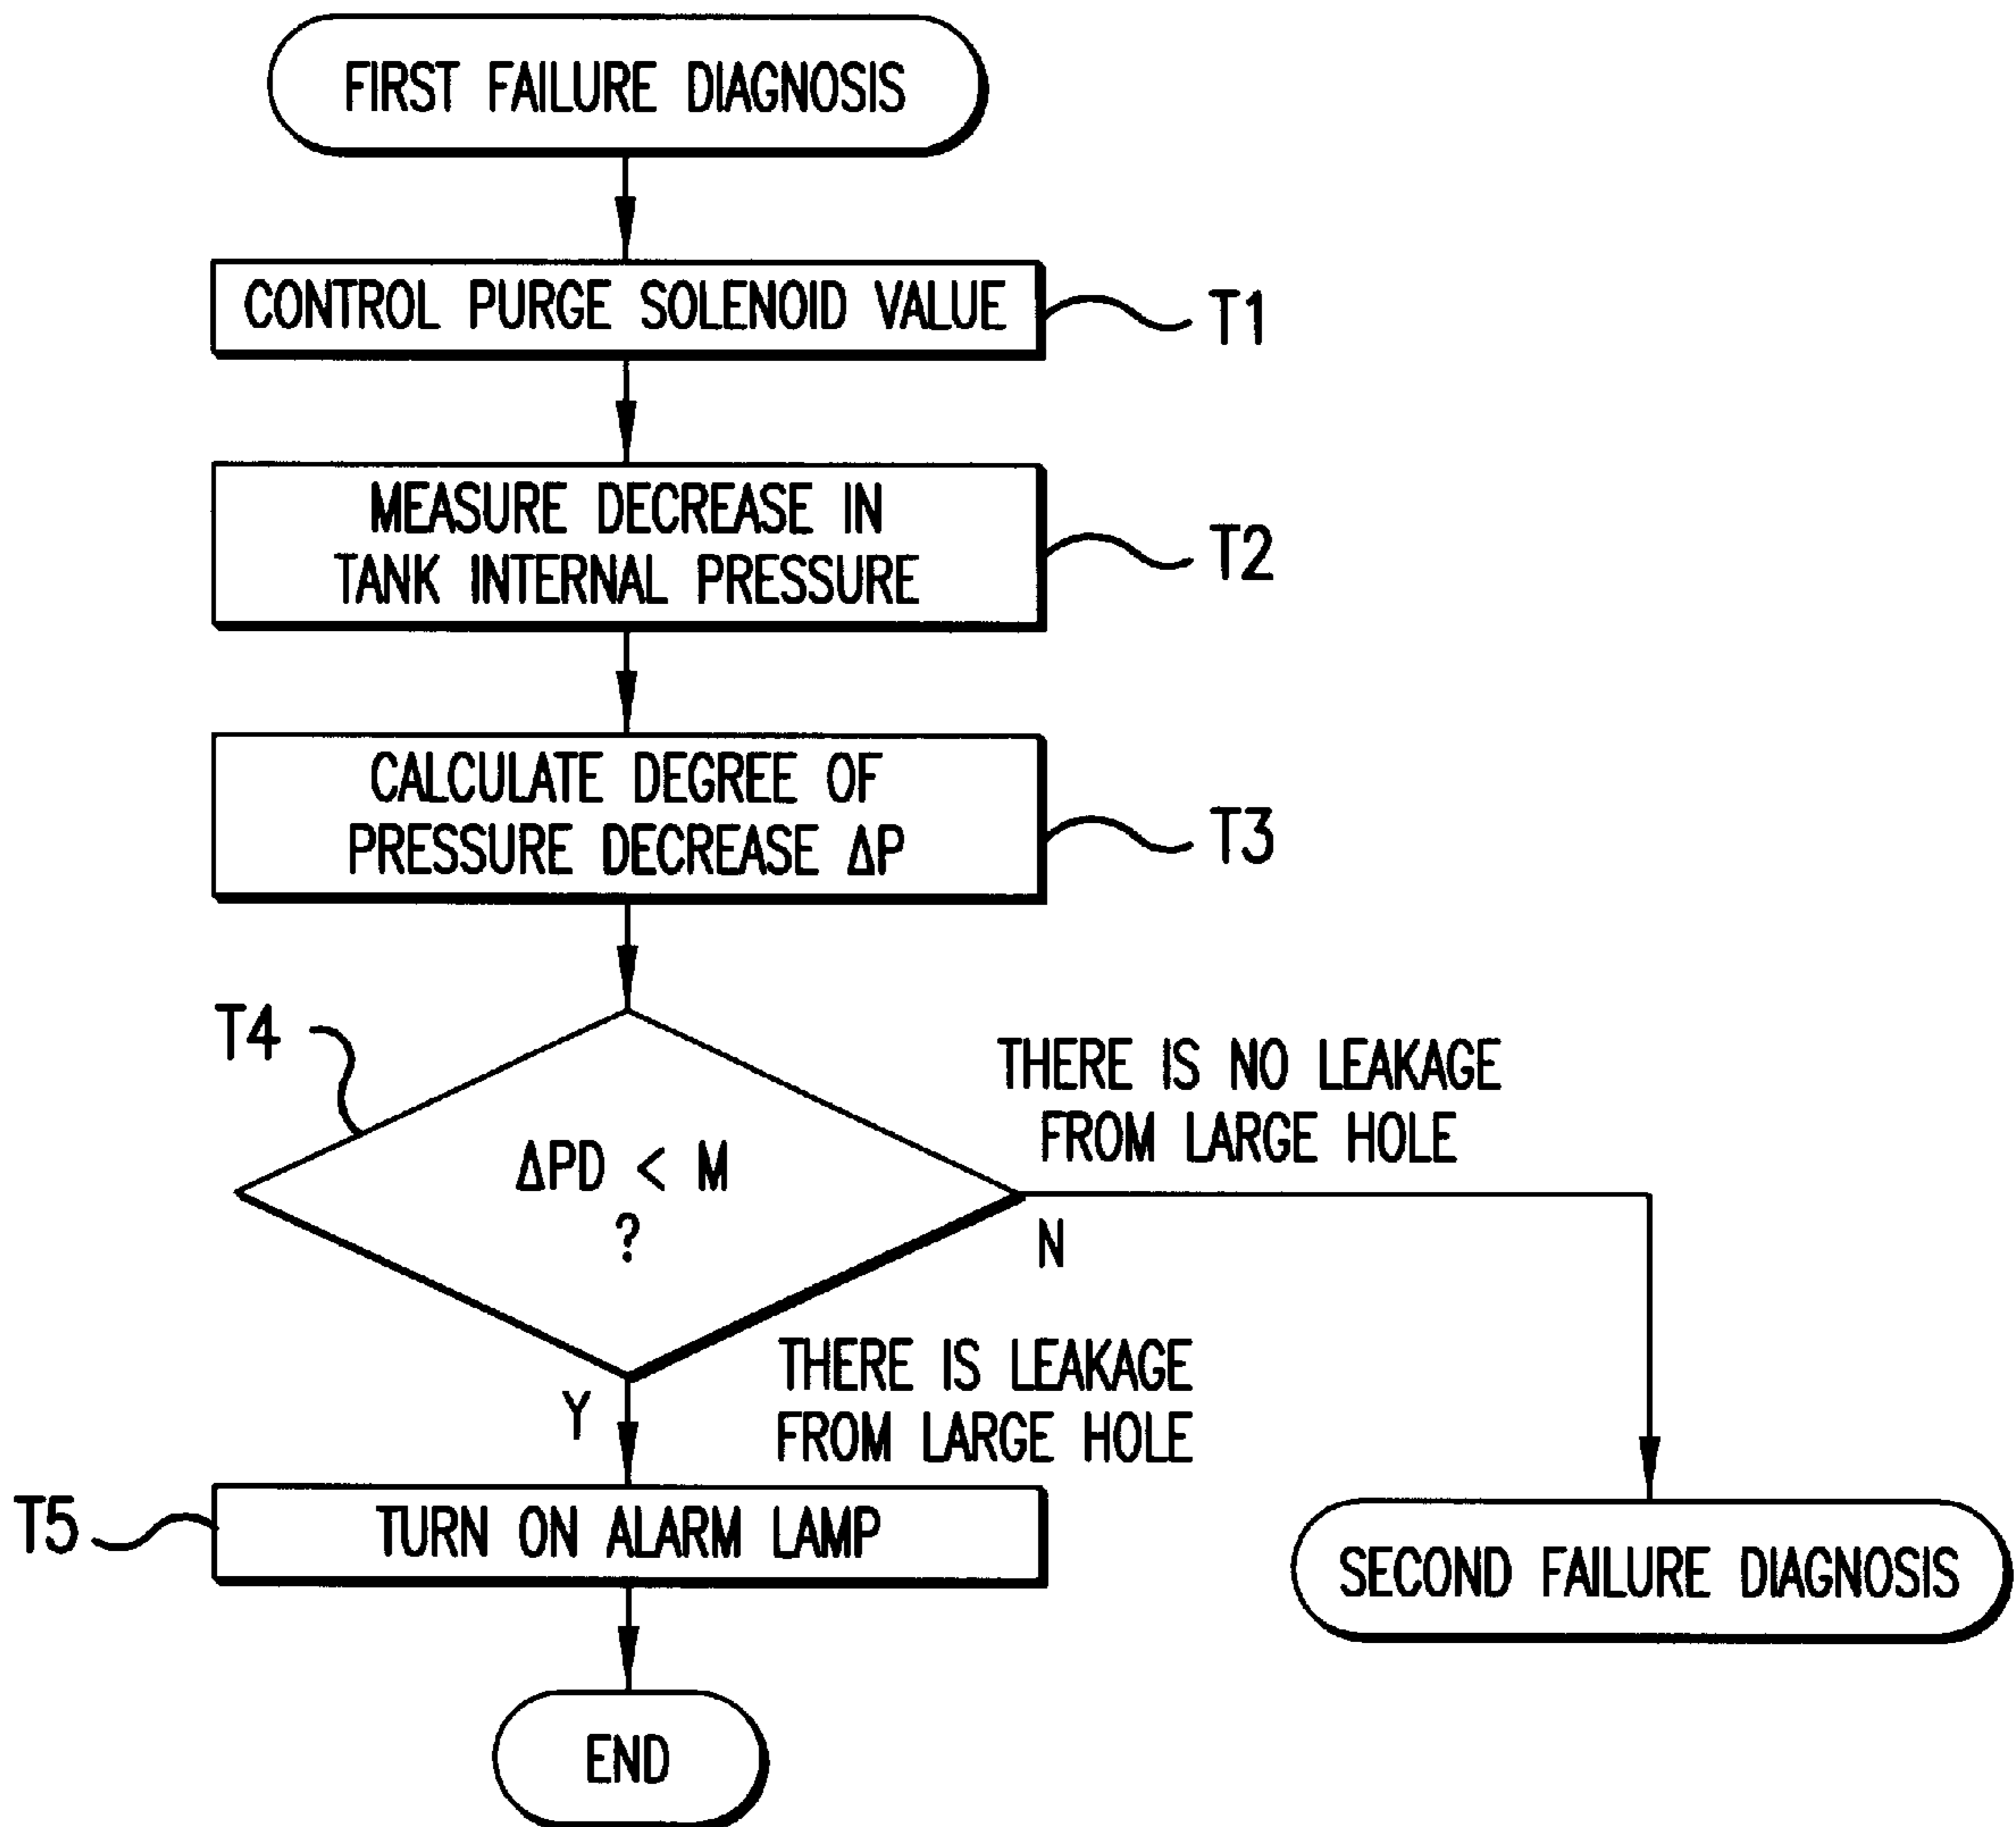 FIRST FAILURE DIAGNOSIS
CONTROL PURGE SOLENOID VALUE
T1
MEASURE DECREASE IN
TANK INTERNAL PRESSURE
T2
CALCULATE DEGREE OF
PRESSURE DECREASE ΔP
T3
T4
ΔPD < M
?
THERE IS NO LEAKAGE
FROM LARGE HOLE
N
Y
THERE IS LEAKAGE
FROM LARGE HOLE
T5
TURN ON ALARM LAMP
SECOND FAILURE DIAGNOSIS
END